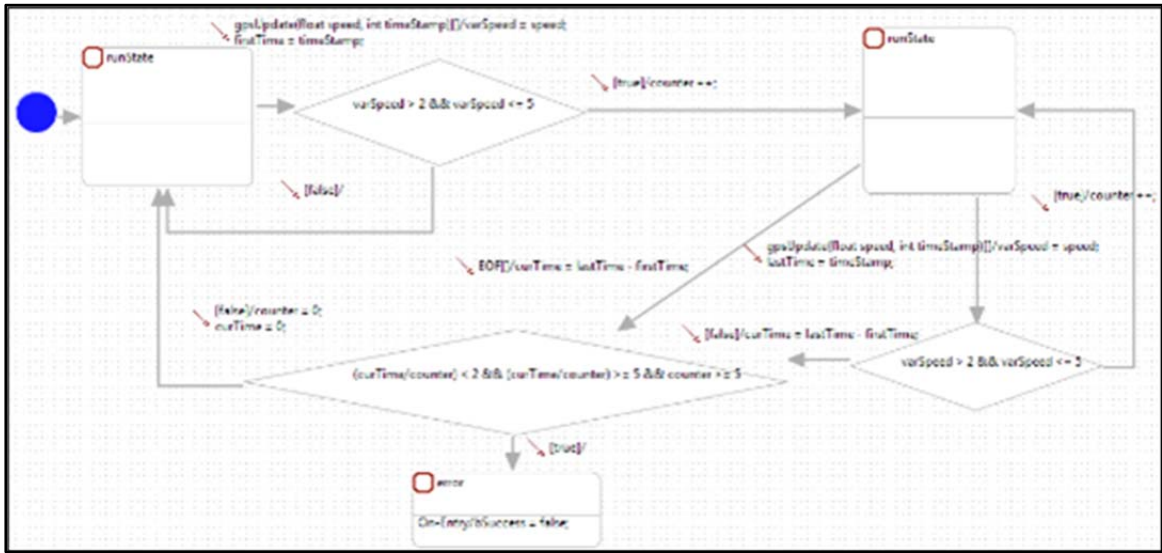 gpsUpdate(float speed, int timeStamp)[]/varSpeed = speed;
firstTime = timeStamp;
runState
runState
varSpeed > 2 && varSpeed <= 5
[true]/counter ++;
[false]/
[true]/counter ++;
gpsUpdate(float speed, int timeStamp)[]/varSpeed = speed;
lastTime = timeStamp;
EOF[]/curTime = lastTime - firstTime;
[false]/counter = 0;
curTime = 0;
[false]/curTime = lastTime - firstTime;
varSpeed > 2 && varSpeed <= 5
(curTime/counter) < 2 && (curTime/counter) >= 5 && counter >= 5
[true]/
error
On-Entry/bSuccess = false;